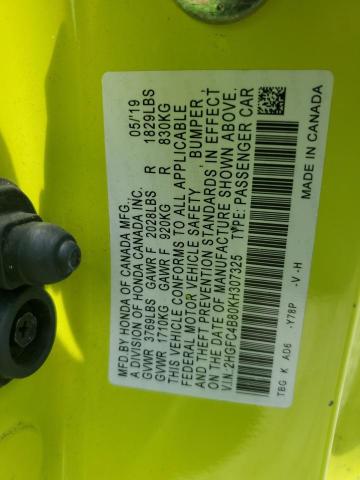 MFD.BY HONDA OF CANADA MFG., 05/'19
A DIVISION OF HONDA CANADA INC.
GVWR 3769LBS GAWR F 2028LBS R 1829LBS
GVWR 1710KG GAWR F 920KG R 830KG
THIS VEHICLE CONFORMS TO ALL APPLICABLE
FEDERAL MOTOR VEHICLE SAFETY BUMPER
AND THEFT PREVENTION STANDARDS IN EFFECT
ON THE DATE OF MANUFACTURE SHOWN ABOVE.
V.I.N:2HGFC4B80KH307325 TYPE:PASSENGER CAR
TBG K AD6 -Y78P -V -H MADE IN CANADA